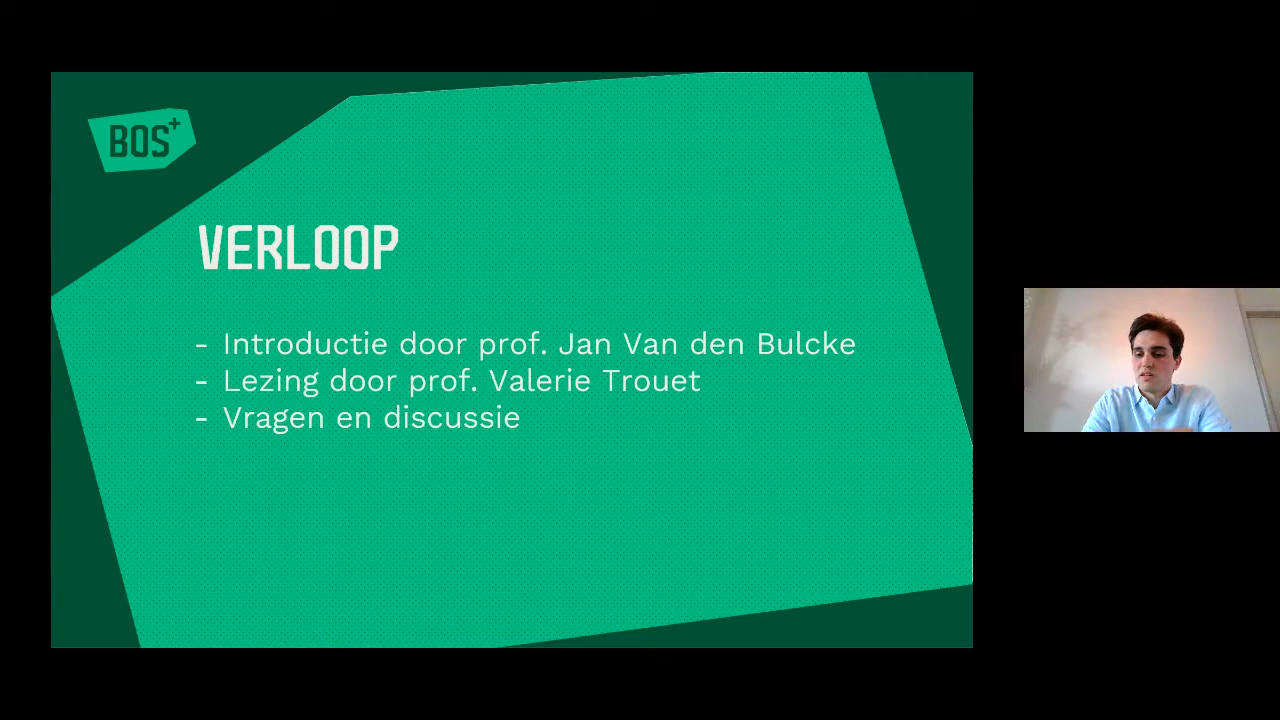 BOS+
VERLOOP
- Introductie door prof. Jan Van den Bulcke
- Lezing door prof. Valerie Trouet
- Vragen en discussie